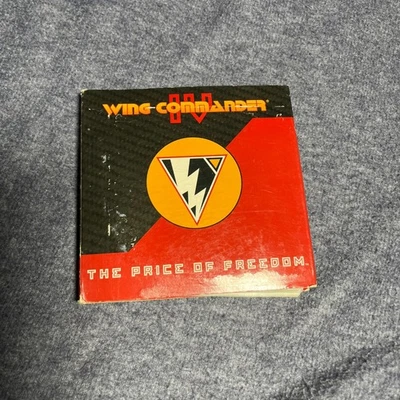 WING COMMANDER
IV
THE PRICE OF FREEDOM